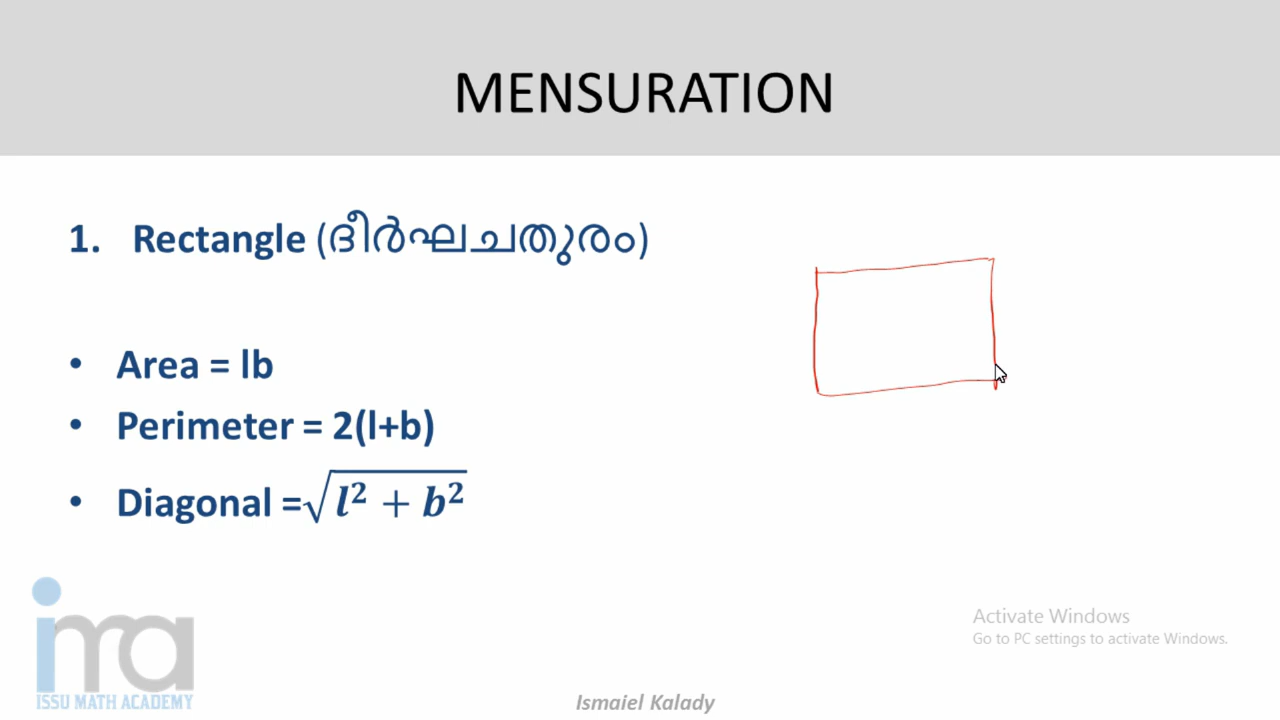 MENSURATION
1. Rectangle (ദീർഘചതുരം)
• Area = lb
• Perimeter = 2(l+b)
• Diagonal =√l² + b²
ima
ISSU MATH ACADEMY
Activate Windows
Go to PC settings to activate Windows.
Ismaiel Kalady